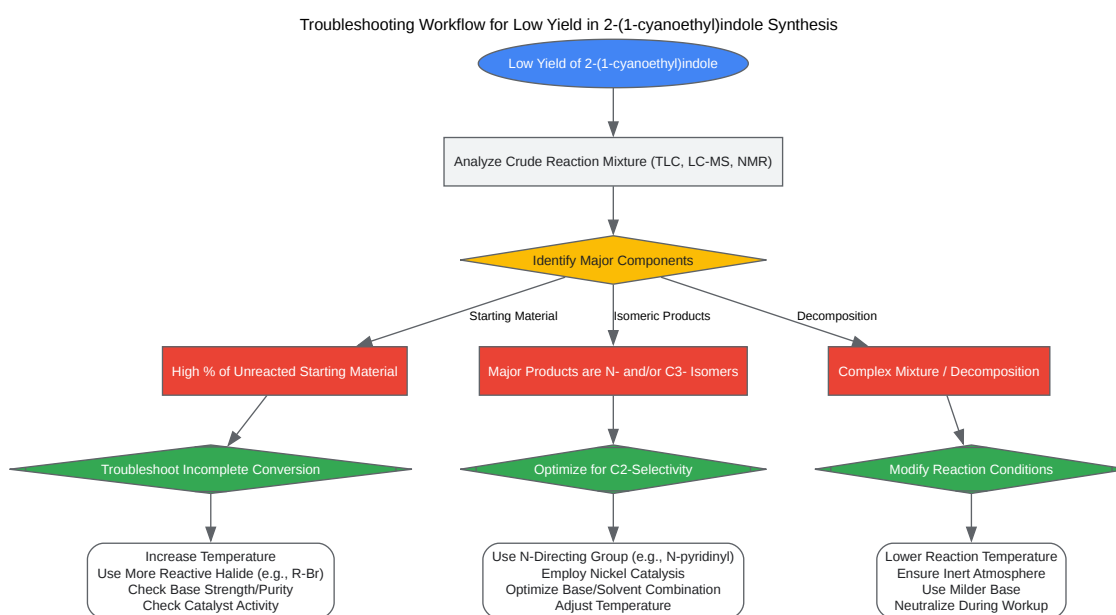 Troubleshooting Workflow for Low Yield in 2-(1-cyanoethyl)indole Synthesis
Low Yield of 2-(1-cyanoethyl)indole
Analyze Crude Reaction Mixture (TLC, LC-MS, NMR)
Identify Major Components
Starting Material
Isomeric Products
Decomposition
High % of Unreacted Starting Material
Major Products are N- and/or C3- Isomers
Complex Mixture / Decomposition
Troubleshoot Incomplete Conversion
Optimize for C2-Selectivity
Modify Reaction Conditions
Increase Temperature
Use More Reactive Halide (e.g., R-Br)
Check Base Strength/Purity
Check Catalyst Activity
Use N-Directing Group (e.g., N-pyridinyl)
Employ Nickel Catalysis
Optimize Base/Solvent Combination
Adjust Temperature
Lower Reaction Temperature
Ensure Inert Atmosphere
Use Milder Base
Neutralize During Workup